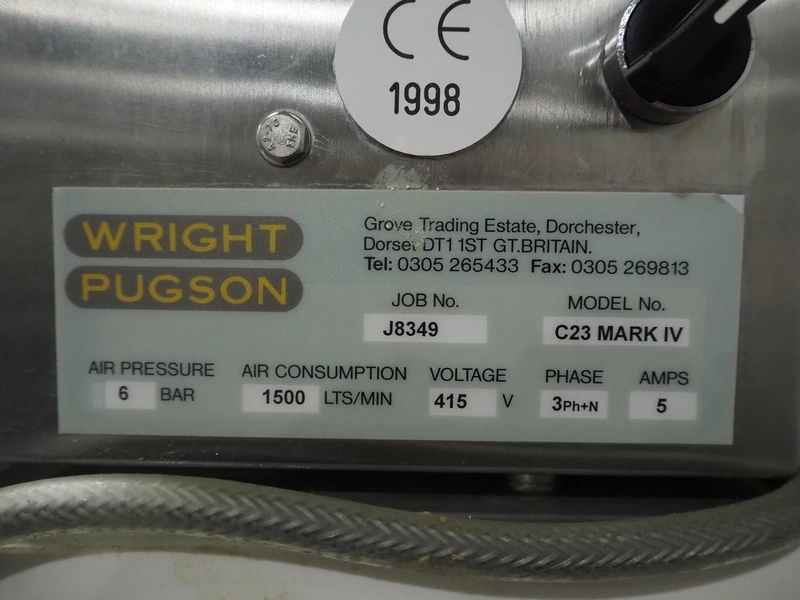 CE
1998
WRIGHT
PUGSON
Grove Trading Estate, Dorchester,
Dorset DT1 1ST GT.BRITAIN.
Tel: 0305 265433 Fax: 0305 269813
JOB No.
MODEL No.
J8349
C23 MARK IV
AIR PRESSURE
6 BAR
AIR CONSUMPTION
1500 LTS/MIN
VOLTAGE
415 V
PHASE
3Ph+N
AMPS
5